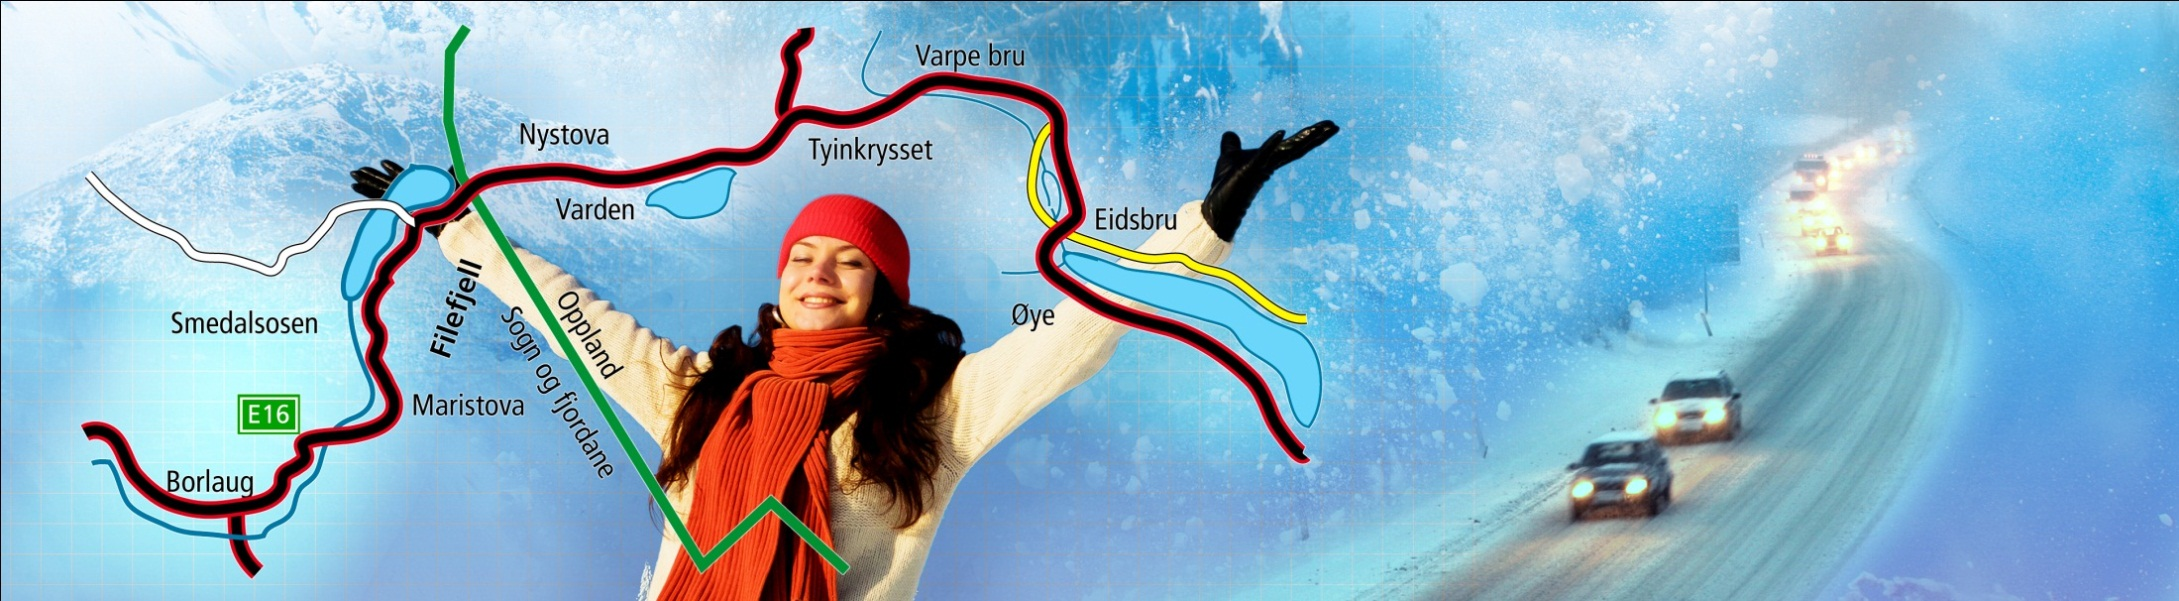 Varpe bru
Nystova
Tyinkrysset
Varden
Eidsbru
Filefjell
Oppland
Sogn og fjordane
Øye
Smedalsosen
E16
Maristova
Borlaug